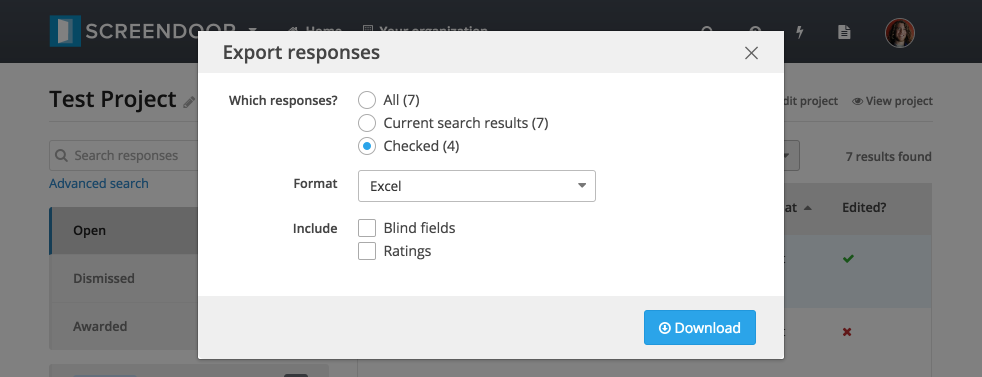 SCREENDOOR
Home
Your organization
Export responses
Test Project
Which responses?
All (7)
Current search results (7)
Checked (4)
dit project
View project
Search responses
Advanced search
7 results found
Format
Excel
at
Edited?
Open
Include
Blind fields
Ratings
Dismissed
Awarded
Download